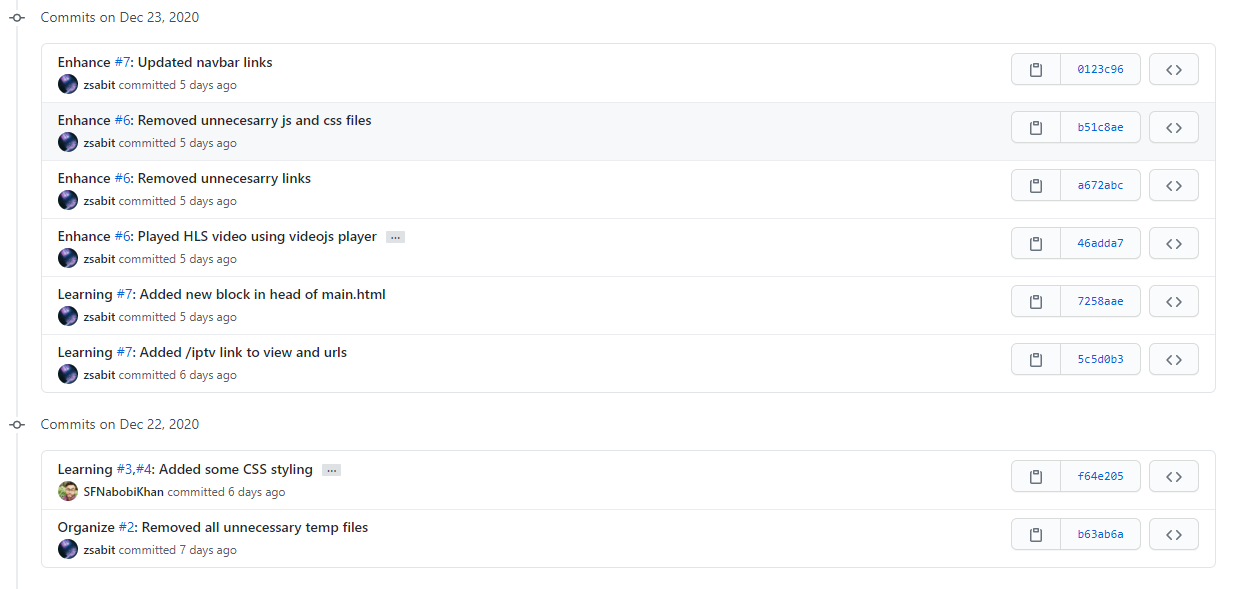 Commits on Dec 23, 2020
Enhance #7: Updated navbar links
zsabit committed 5 days ago
0123c96
Enhance #6: Removed unnecesarry js and css files
zsabit committed 5 days ago
b51c8ae
Enhance #6: Removed unnecesarry links
zsabit committed 5 days ago
a672abc
Enhance #6: Played HLS video using videojs player ...
zsabit committed 5 days ago
46adda7
Learning #7: Added new block in head of main.html
zsabit committed 5 days ago
7258aae
Learning #7: Added /iptv link to view and urls
zsabit committed 6 days ago
5c5d0b3
Commits on Dec 22, 2020
Learning #3,#4: Added some CSS styling ...
SFNabobiKhan committed 6 days ago
f64e205
Organize #2: Removed all unnecessary temp files
zsabit committed 7 days ago
b63ab6a